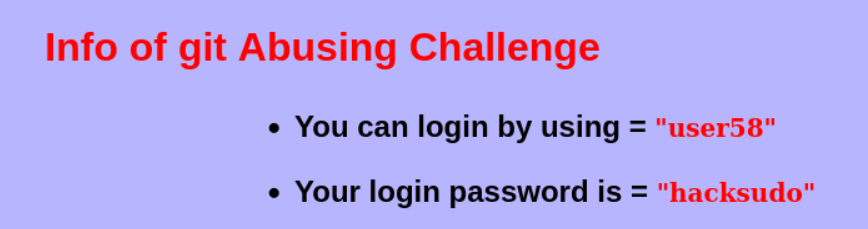 Info of git Abusing Challenge
• You can login by using = "user58"
• Your login password is = "hacksudo"